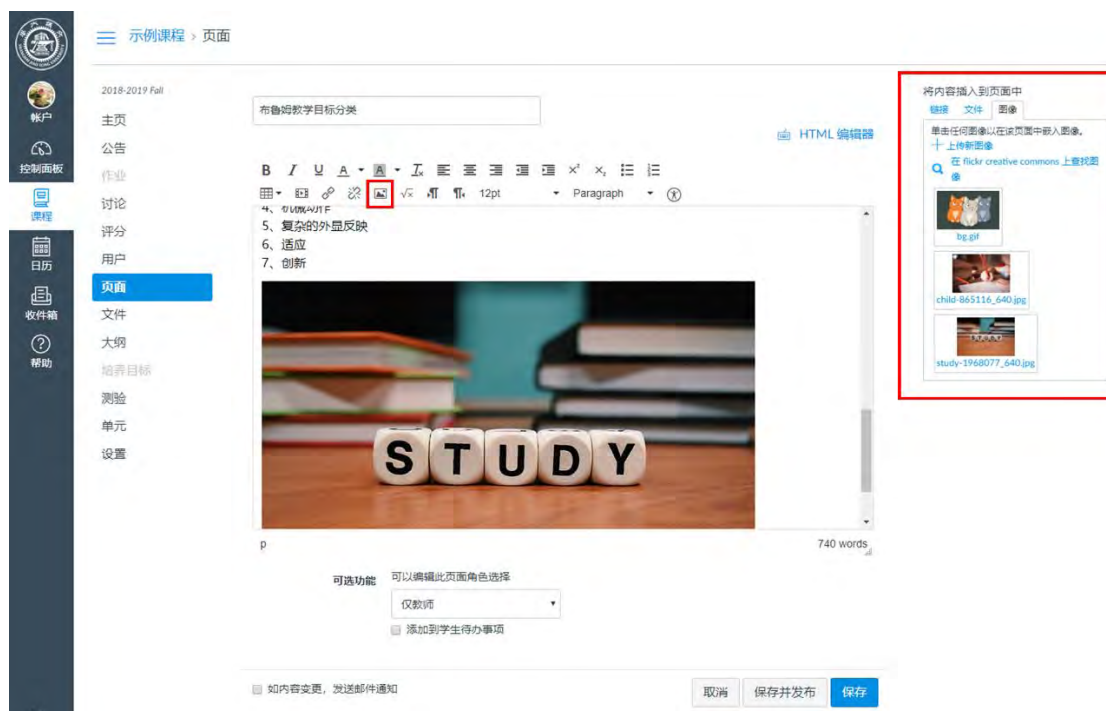 示例课程 › 页面
帐户
控制面板
课程
日历
收件箱
帮助
2018-2019 Fall
主页
公告
作业
讨论
评分
用户
页面
文件
大纲
培养目标
测验
单元
设置
布鲁姆教学目标分类
HTML 编辑器
12pt
Paragraph
4、机械动作
5、复杂的外显反映
6、适应
7、创新
STUDY
p
740 words
可选功能
可以编辑此页面角色选择
仅教师
添加到学生待办事项
如内容变更，发送邮件通知
取消
保存并发布
保存
将内容插入到页面中
链接 文件 图像
单击任何图像以在该页面中嵌入图像。
上传新图像
在 flickr creative commons 上查找图
像
bg.gif
child-865116_640.jpg
study-1968077_640.jpg